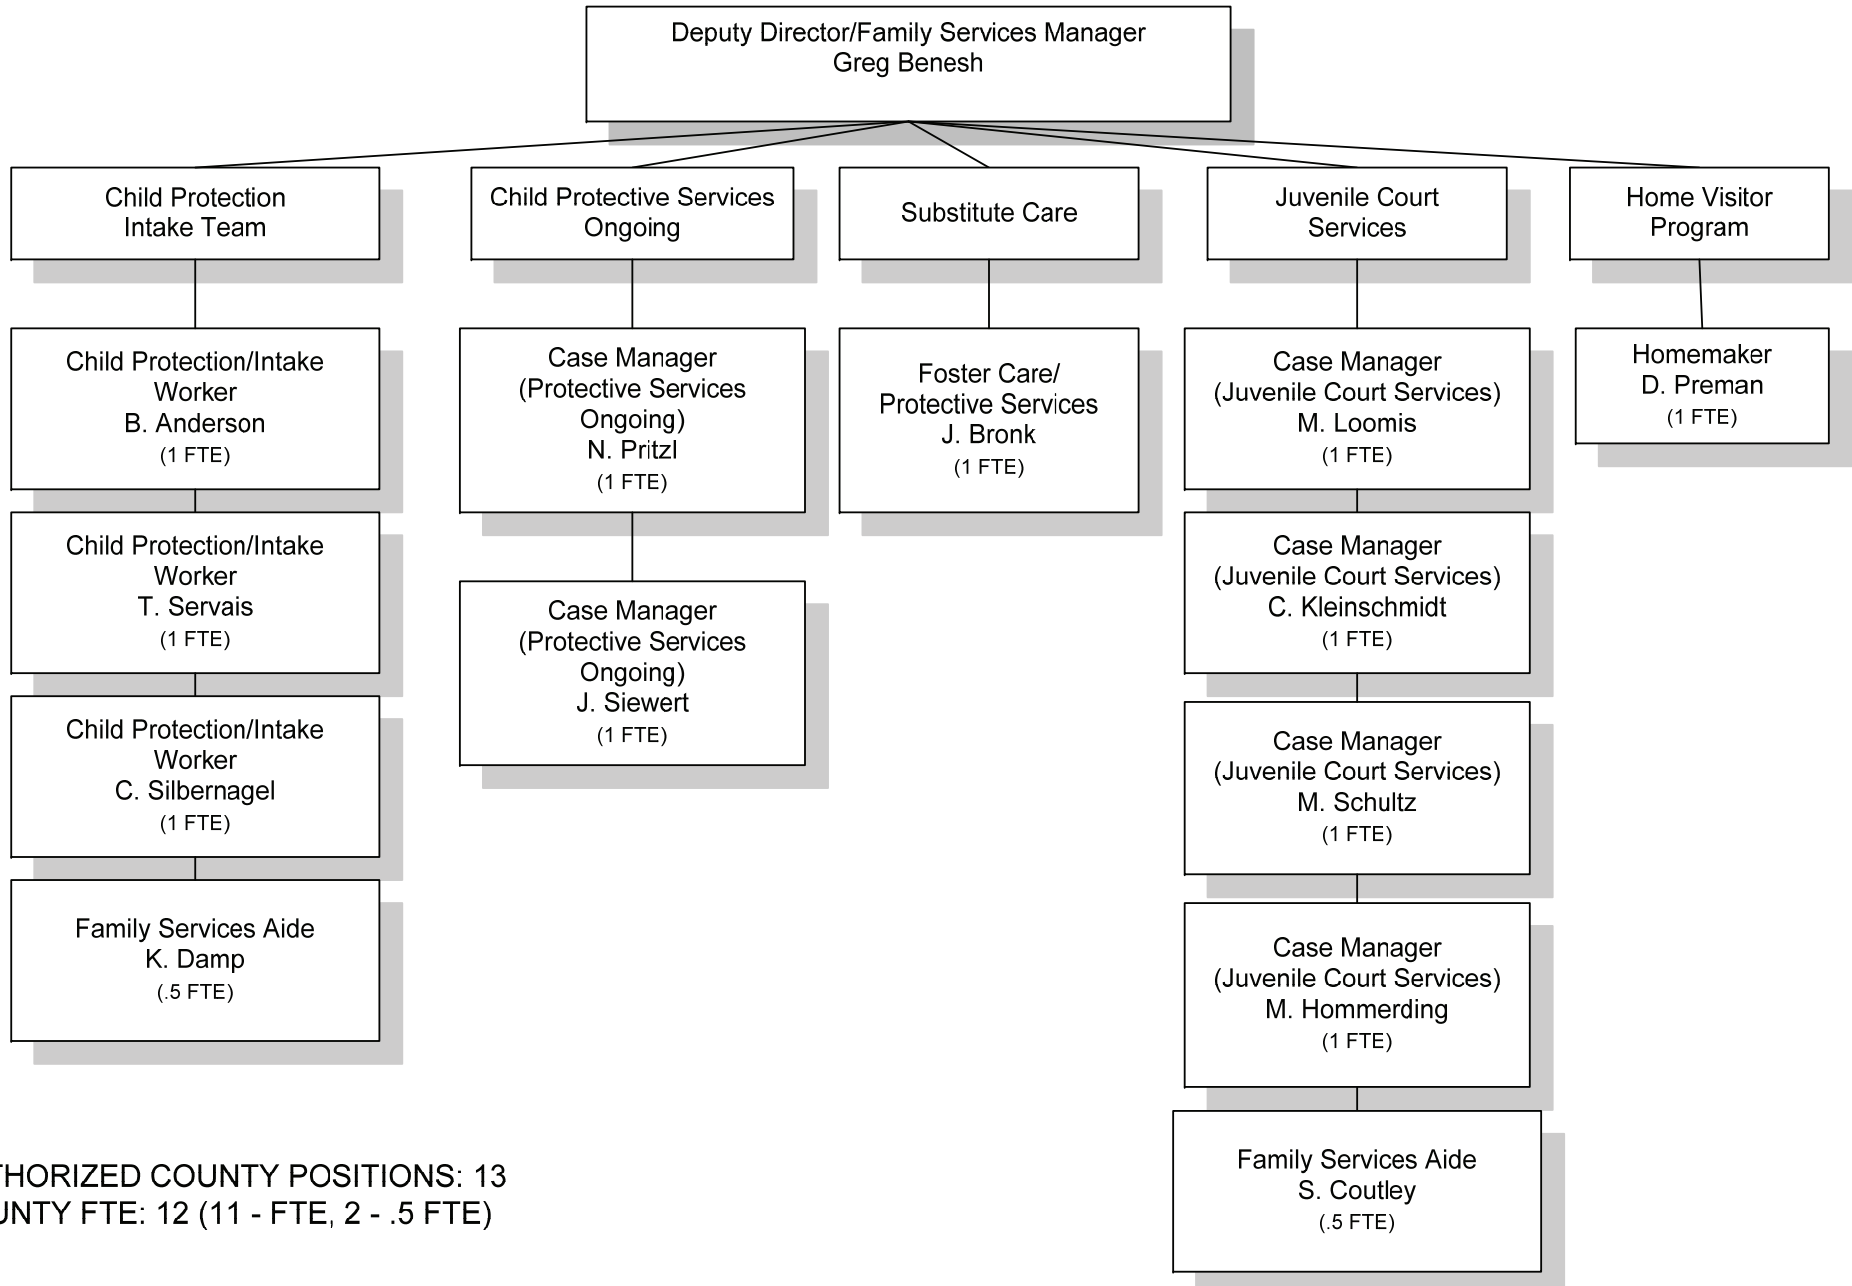 Deputy Director/Family Services Manager
Greg Benesh
Child Protection
Intake Team
Child Protective Services
Ongoing
Substitute Care
Juvenile Court
Services
Home Visitor
Program
Child Protection/Intake
Worker
B. Anderson
(1 FTE)
Child Protection/Intake
Worker
T. Servais
(1 FTE)
Child Protection/Intake
Worker
C. Silbernagel
(1 FTE)
Family Services Aide
K. Damp
(.5 FTE)
Case Manager
(Protective Services
Ongoing)
N. Pritzl
(1 FTE)
Case Manager
(Protective Services
Ongoing)
J. Siewert
(1 FTE)
Foster Care/
Protective Services
J. Bronk
(1 FTE)
Case Manager
(Juvenile Court Services)
M. Loomis
(1 FTE)
Case Manager
(Juvenile Court Services)
C. Kleinschmidt
(1 FTE)
Case Manager
(Juvenile Court Services)
M. Schultz
(1 FTE)
Case Manager
(Juvenile Court Services)
M. Hommerding
(1 FTE)
Family Services Aide
S. Coutley
(.5 FTE)
Homemaker
D. Preman
(1 FTE)
THORIZED COUNTY POSITIONS: 13
UNTY FTE: 12 (11 - FTE, 2 - .5 FTE)